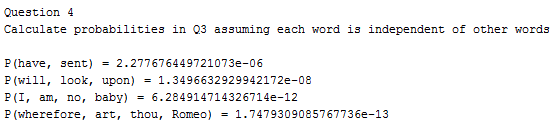 Question 4
Calculate probabilities in Q3 assuming each word is independent of other words
P(have, sent) = 2.277676449721073e-06
P(will, look, upon) = 1.3496632929942172e-08
P(I, am, no, baby) = 6.284914714326714e-12
P(wherefore, art, thou, Romeo) = 1.7479309085767736e-13